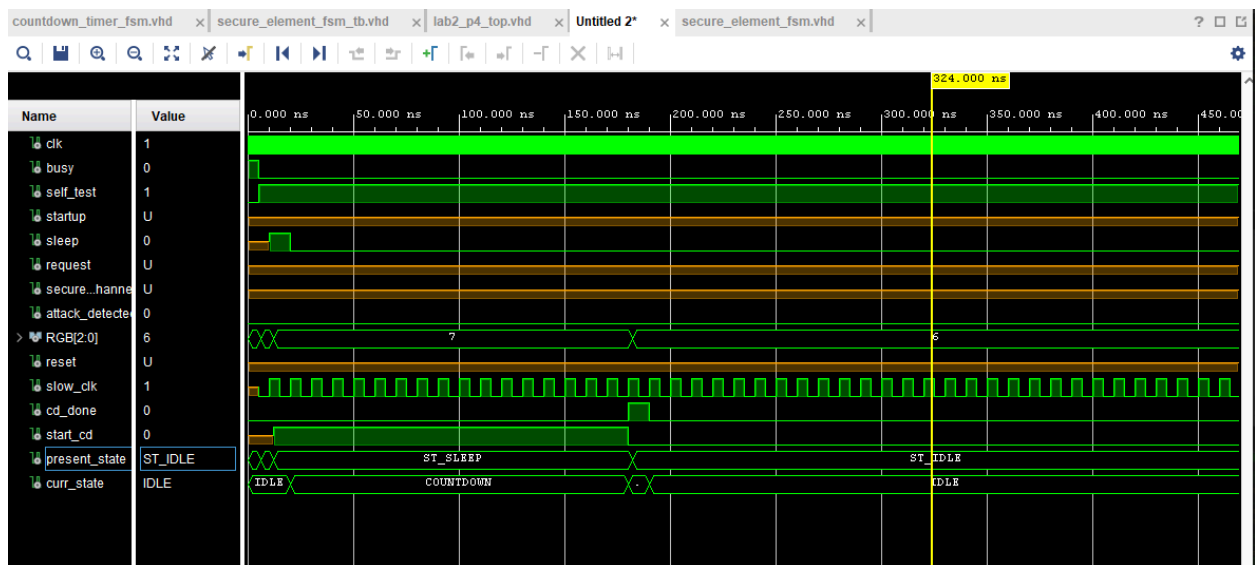 countdown_timer_fsm.vhd × secure_element_fsm_tb.vhd × lab2_p4_top.vhd × Untitled 2* × secure_element_fsm.vhd × ?
324.000 ns
Name Value 0.000 ns 50.000 ns 100.000 ns 150.000 ns 200.000 ns 250.000 ns 300.000 ns 350.000 ns 400.000 ns 450.00
clk 1
busy 0
self_test 1
startup U
sleep 0
request U
secure...hanne U
attack_detecte 0
RGB[2:0] 6 7 6
reset U
slow_clk 1
cd_done 0
start_cd 0
present_state ST_IDLE ST_SLEEP ST_IDLE
curr_state IDLE IDLE COUNTDOWN . IDLE